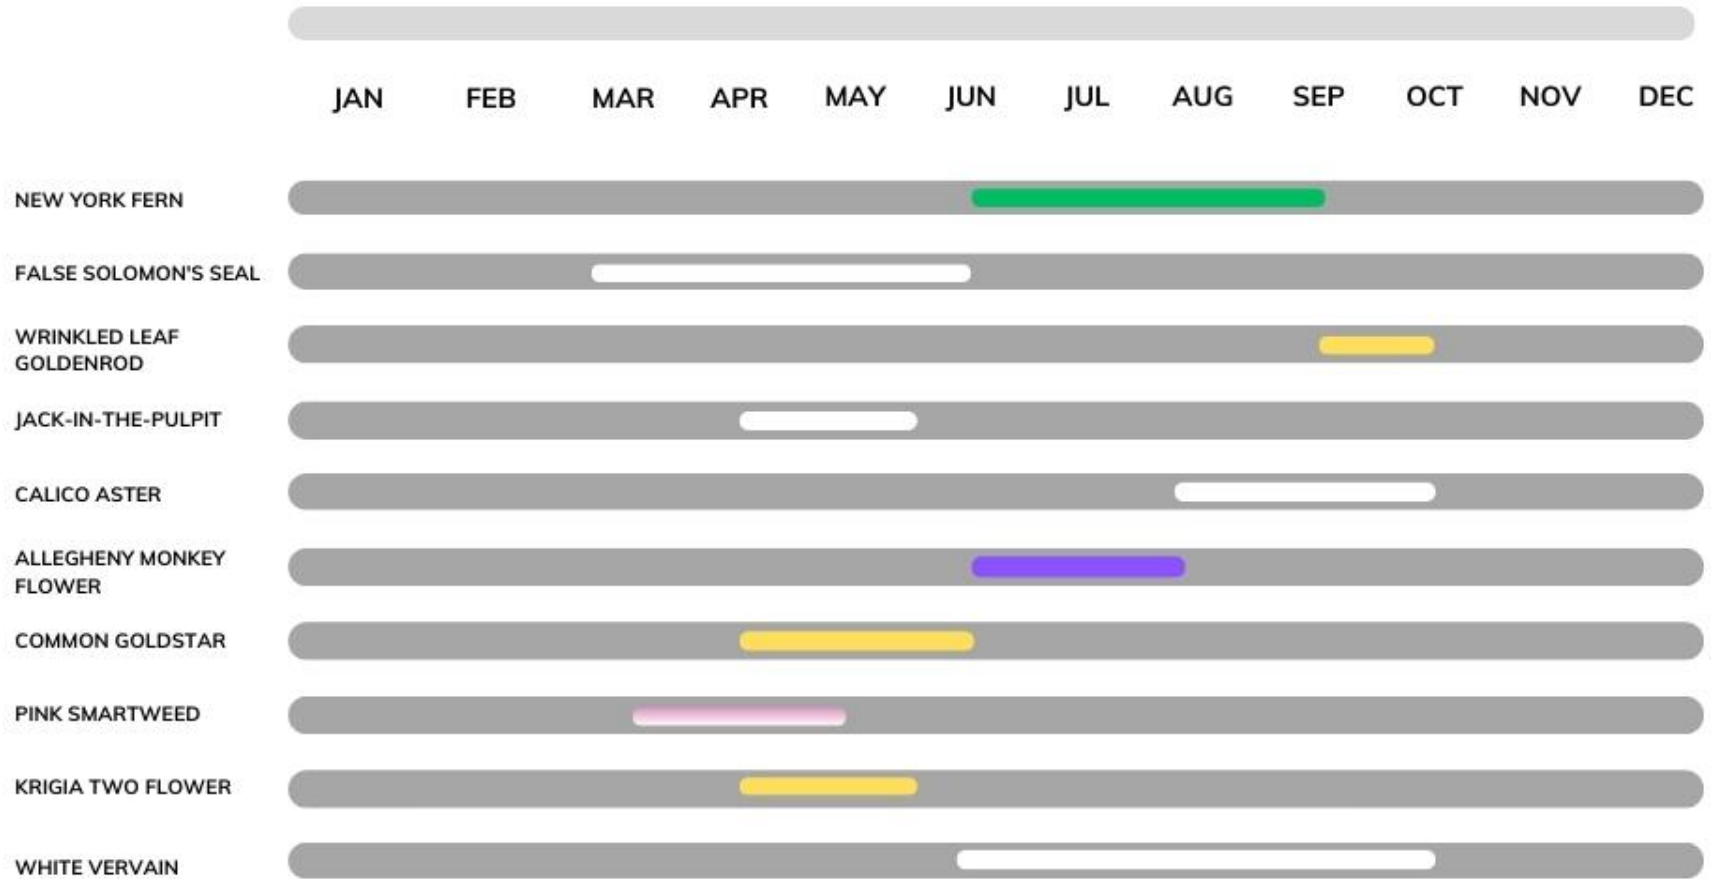 JAN FEB MAR APR MAY JUN JUL AUG SEP OCT NOV DEC
NEW YORK FERN
FALSE SOLOMON'S SEAL
WRINKLED LEAF
GOLDENROD
JACK-IN-THE-PULPIT
CALICO ASTER
ALLEGHENY MONKEY
FLOWER
COMMON GOLDSTAR
PINK SMARTWEED
KRIGIA TWO FLOWER
WHITE VERVAIN